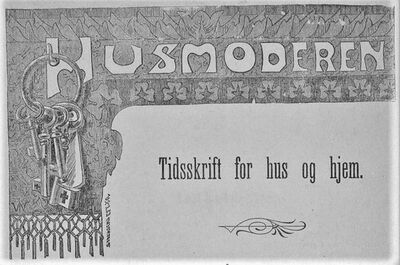 HUSMODEREN
Tidsskrift for hus og hjem.